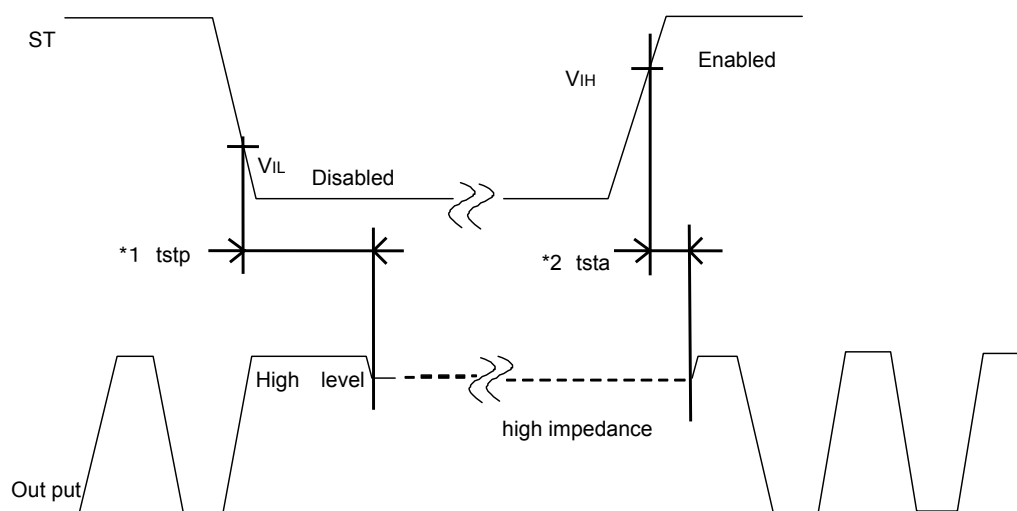 ST
Enabled
VIH
VIL
Disabled
*1 tstp
*2 tsta
High level
high impedance
Out put